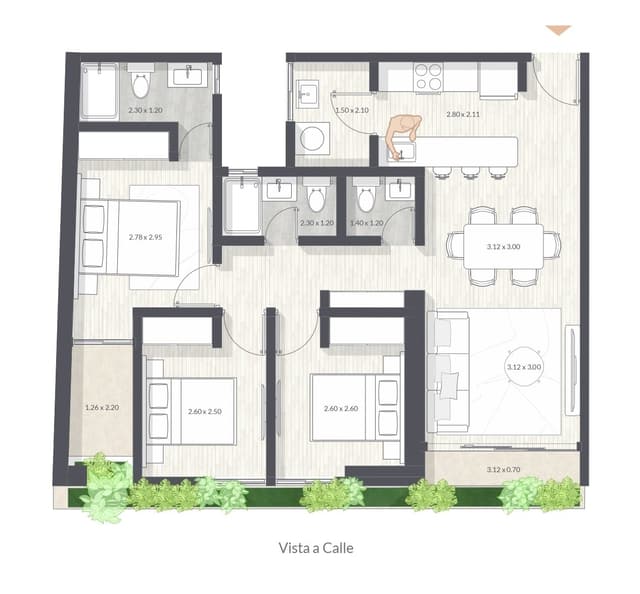 2.30 x 1.20
1.50 x 2.10
2.80 x 2.11
2.30 x 1.20
1.40 x 1.20
2.78 x 2.95
3.12 x 3.00
3.12 x 3.00
1.26 x 2.20
2.60 x 2.50
2.60 x 2.60
3.12 x 0.70
Vista a Calle